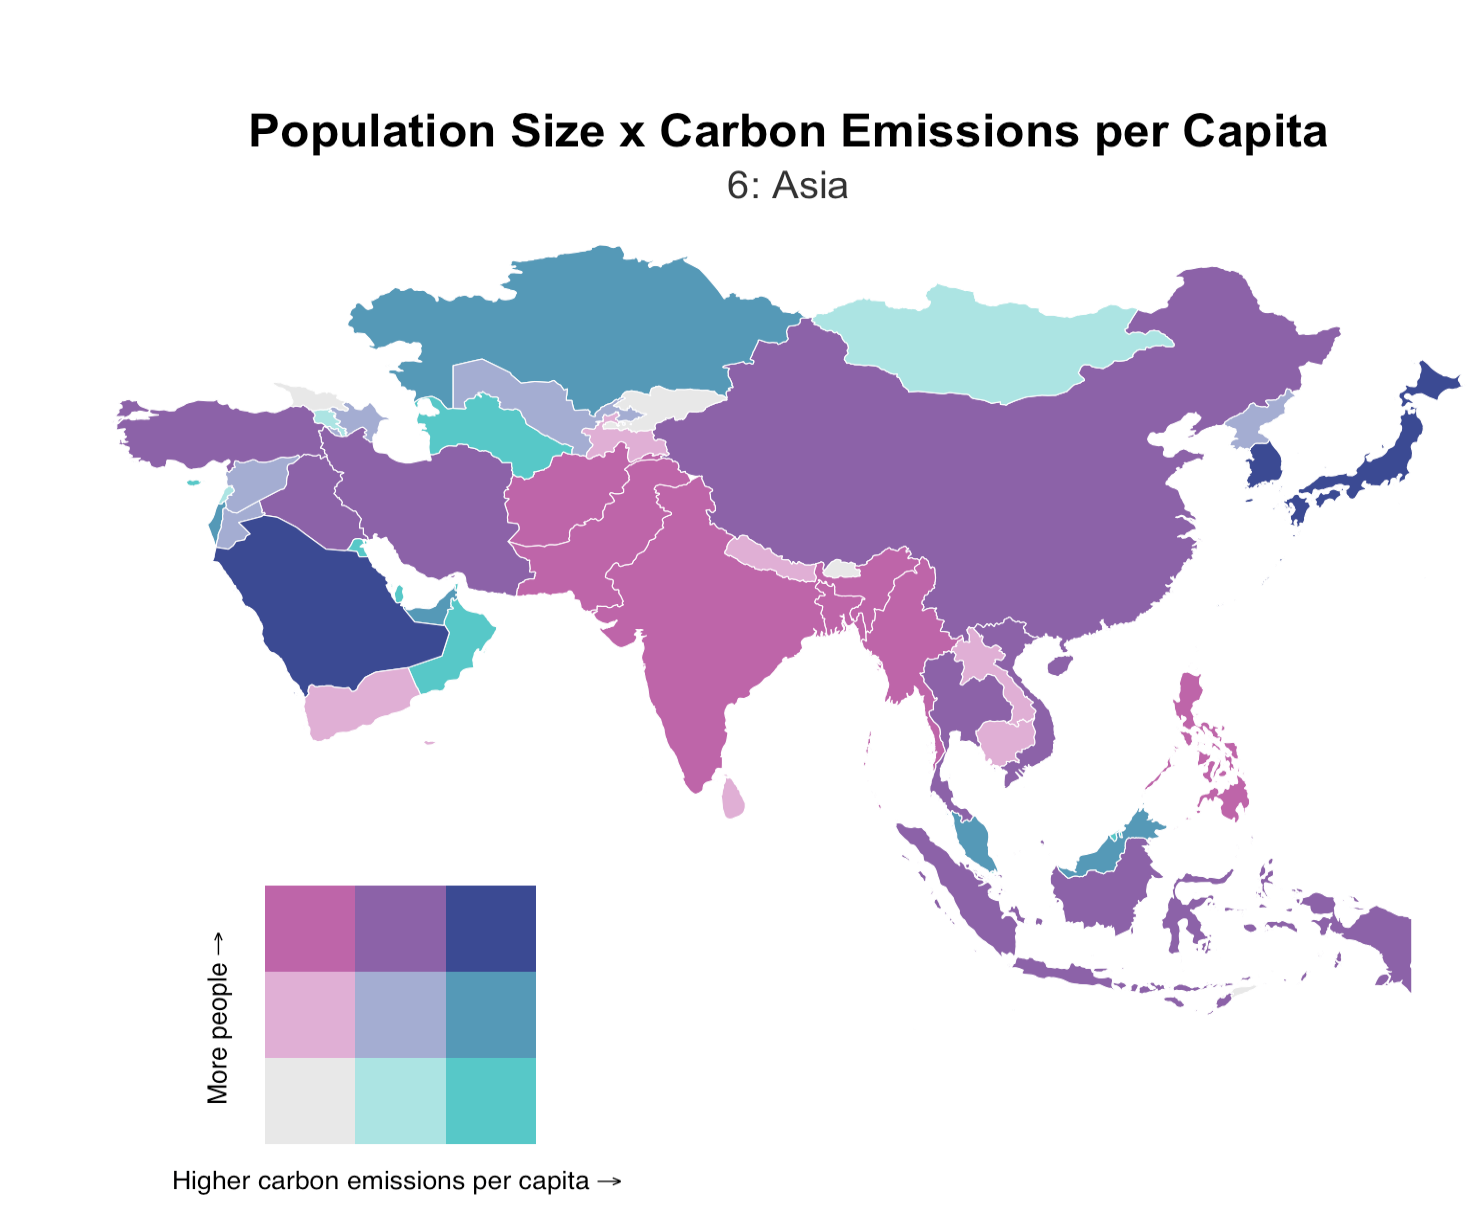 Population Size x Carbon Emissions per Capita
6: Asia
More people →
Higher carbon emissions per capita →